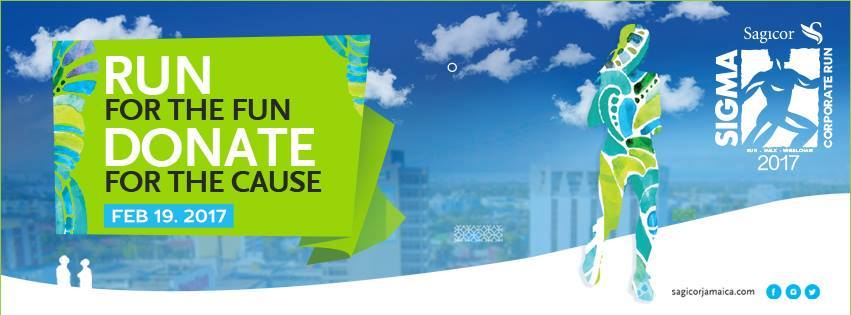 RUN
FOR THE FUN
DONATE
FOR THE CAUSE
FEB 19. 2017
Sagicor
SIGMA
CORPORATE RUN
RUN • WALK • WHEELCHAIR
2017
sagicorjamaica.com